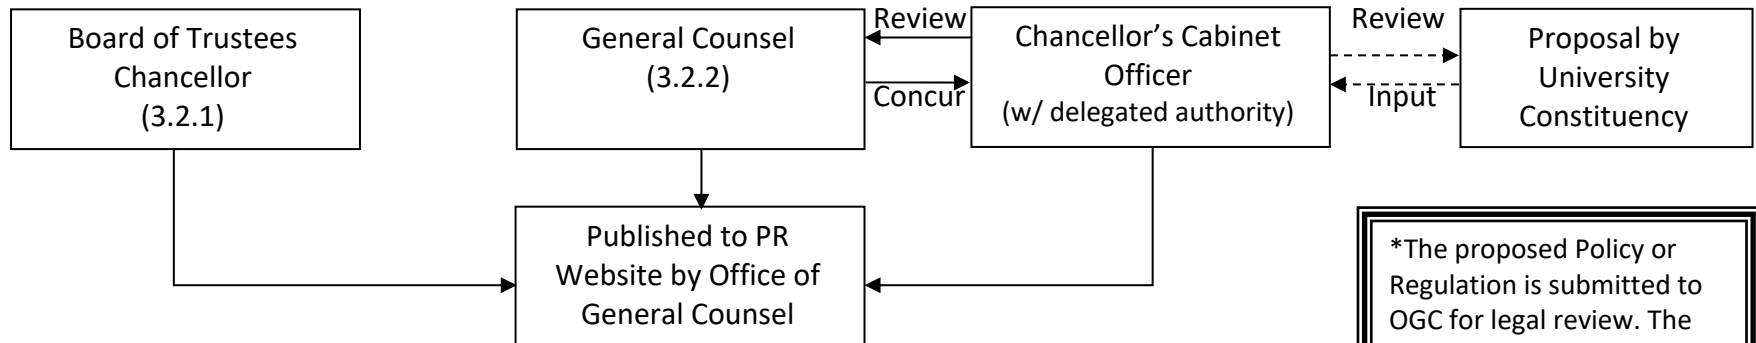 Board of Trustees
Chancellor
(3.2.1)
General Counsel
(3.2.2)
Review
Concur
Chancellor’s Cabinet
Officer
(w/ delegated authority)
Review
Input
Proposal by
University
Constituency
Published to PR
Website by Office of
General Counsel
*The proposed Policy or
Regulation is submitted to
OGC for legal review. The